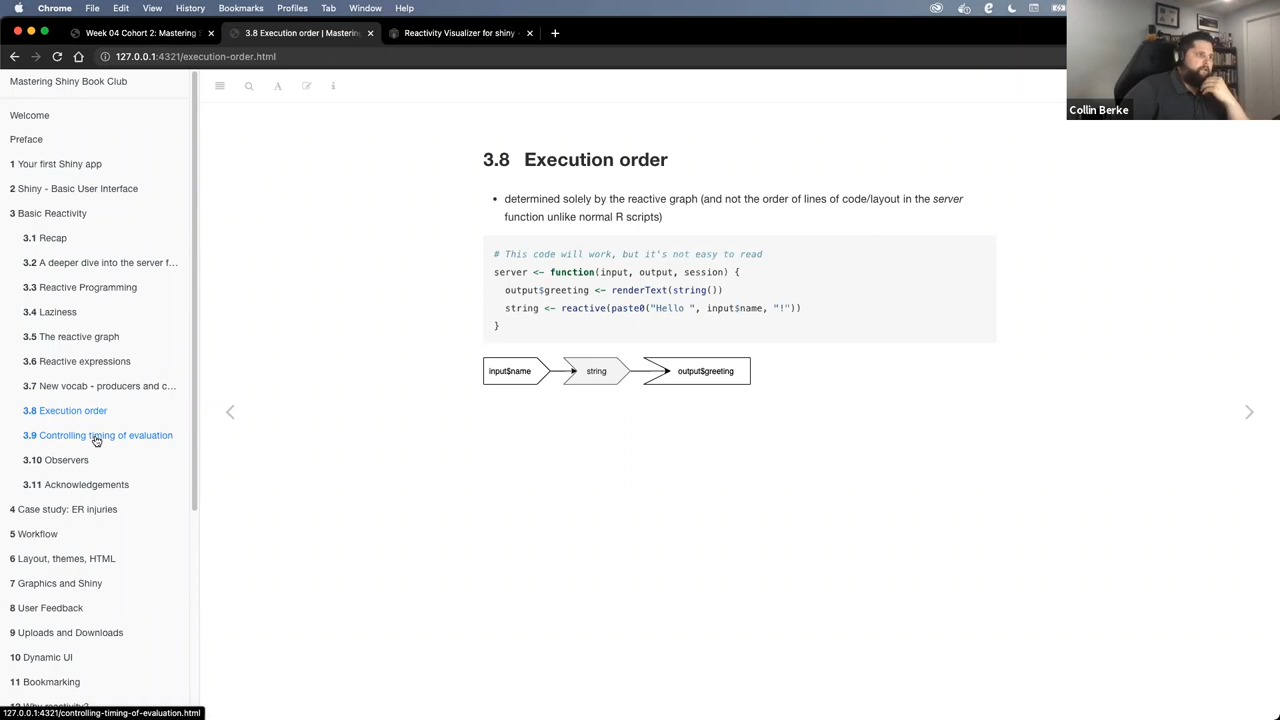 Chrome File Edit View History Bookmarks Profiles Tab Window Help
Week 04 Cohort 2: Mastering
3.8 Execution order | Mastering
Reactivity Visualizer for shiny
127.0.0.1:4321/execution-order.html
Collin Berke
Mastering Shiny Book Club
Welcome
Preface
1 Your first Shiny app
2 Shiny - Basic User Interface
3 Basic Reactivity
3.1 Recap
3.2 A deeper dive into the server f...
3.3 Reactive Programming
3.4 Laziness
3.5 The reactive graph
3.6 Reactive expressions
3.7 New vocab - producers and c...
3.8 Execution order
3.9 Controlling timing of evaluation
3.10 Observers
3.11 Acknowledgements
4 Case study: ER injuries
5 Workflow
6 Layout, themes, HTML
7 Graphics and Shiny
8 User Feedback
9 Uploads and Downloads
10 Dynamic UI
11 Bookmarking
127.0.0.1:4321/controlling-timing-of-evaluation.html
3.8 Execution order
• determined solely by the reactive graph (and not the order of lines of code/layout in the server
function unlike normal R scripts)
# This code will work, but it's not easy to read
server <- function(input, output, session) {
output$greeting <- renderText(string())
string <- reactive(paste0("Hello ", input$name, "!"))
}
input$name string output$greeting